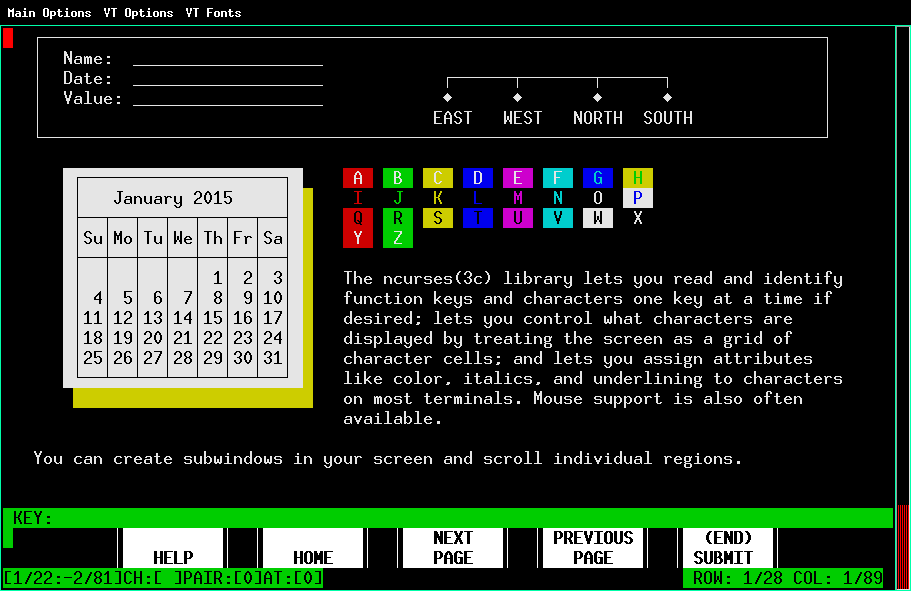 Main Options VT Options VT Fonts
Name:
Date:
Value:
EAST WEST NORTH SOUTH
January 2015
Su Mo Tu We Th Fr Sa
1 2 3
4 5 6 7 8 9 10
11 12 13 14 15 16 17
18 19 20 21 22 23 24
25 26 27 28 29 30 31
A B C D E F G H
I J K L M N O P
Q R S T U V W X
Y Z
The ncurses(3c) library lets you read and identify
function keys and characters one key at a time if
desired; lets you control what characters are
displayed by treating the screen as a grid of
character cells; and lets you assign attributes
like color, italics, and underlining to characters
on most terminals. Mouse support is also often
available.
You can create subwindows in your screen and scroll individual regions.
KEY:
HELP
HOME
NEXT
PAGE
PREVIOUS
PAGE
(END)
SUBMIT
[1/22:-2/81]CH:[ ]PAIR:[0]AT:[0]
ROW: 1/28 COL: 1/89